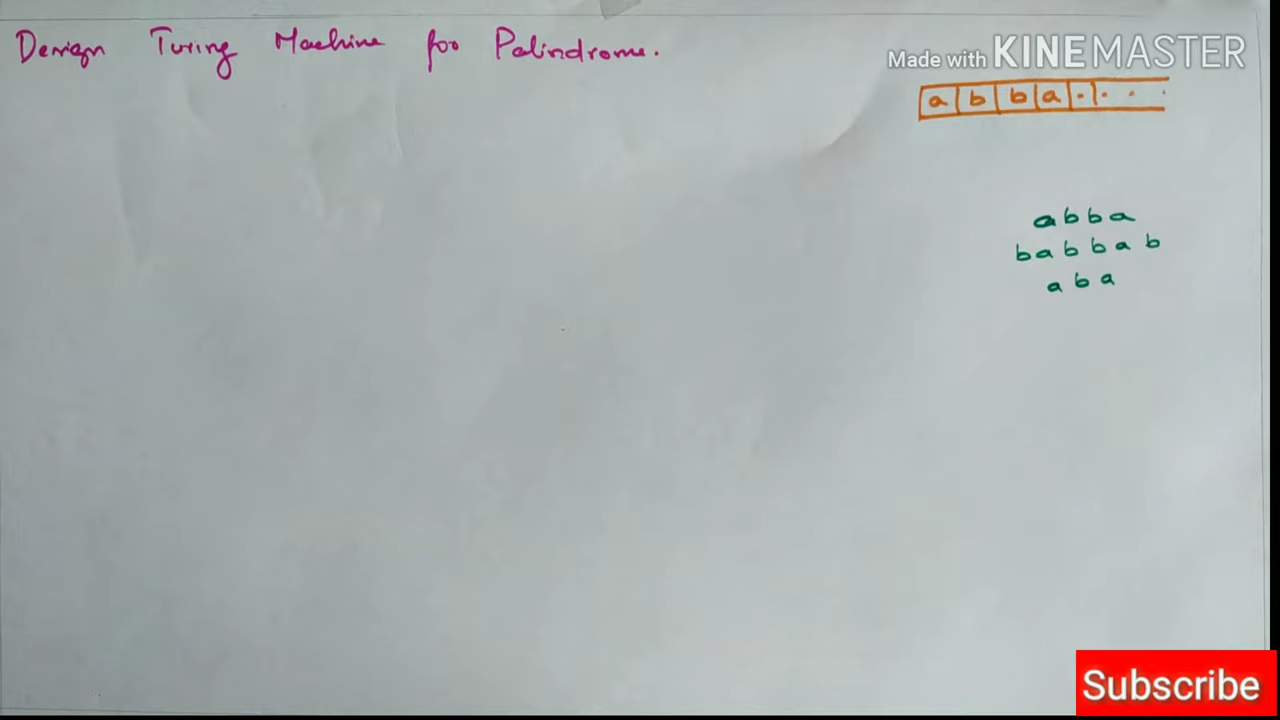 Design Turing Machine for Palindrome.
Made with KINEMASTER
a b b a . . . .
abba
babbab
aba
Subscribe